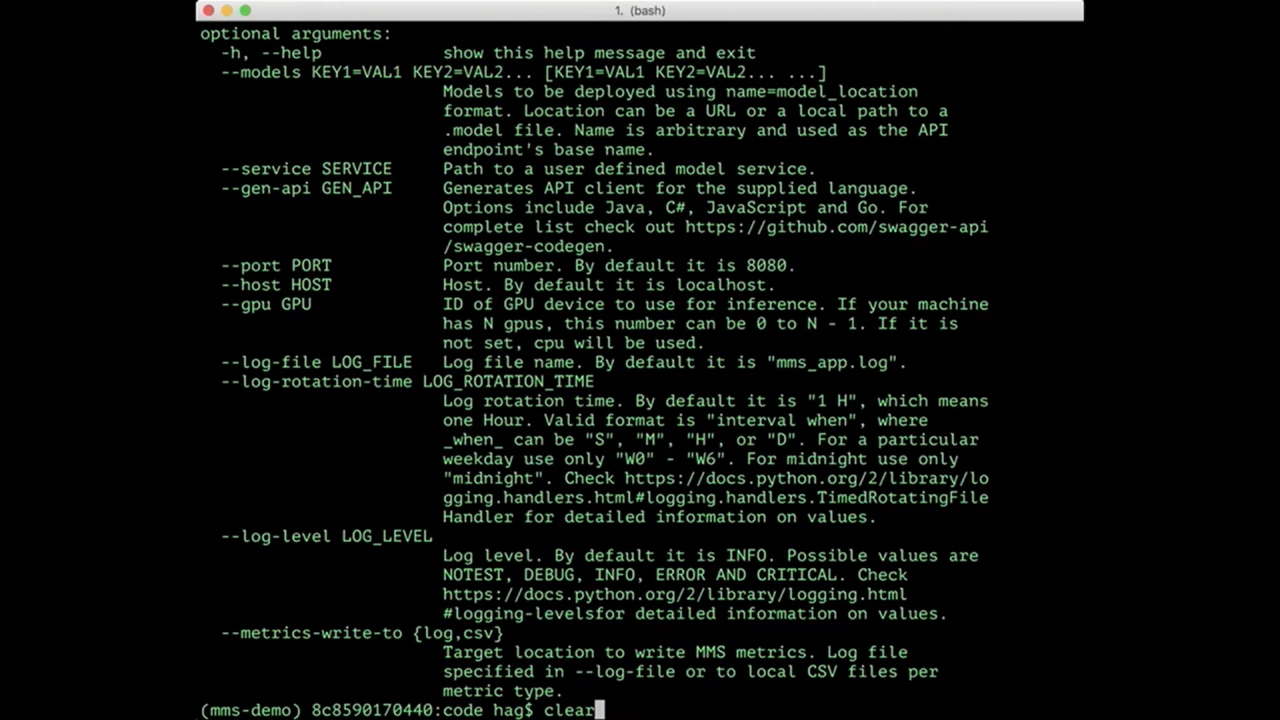 1. (bash)
optional arguments:
-h, --help show this help message and exit
--models KEY1=VAL1 KEY2=VAL2... [KEY1=VAL1 KEY2=VAL2... ...]
Models to be deployed using name=model_location
format. Location can be a URL or a local path to a
.model file. Name is arbitrary and used as the API
endpoint's base name.
--service SERVICE Path to a user defined model service.
--gen-api GEN_API Generates API client for the supplied language.
Options include Java, C#, JavaScript and Go. For
complete list check out https://github.com/swagger-api
/swagger-codegen.
--port PORT Port number. By default it is 8080.
--host HOST Host. By default it is localhost.
--gpu GPU ID of GPU device to use for inference. If your machine
has N gpus, this number can be 0 to N - 1. If it is
not set, cpu will be used.
--log-file LOG_FILE Log file name. By default it is "mms_app.log".
--log-rotation-time LOG_ROTATION_TIME
Log rotation time. By default it is "1 H", which means
one Hour. Valid format is "interval when", where
_when_ can be "S", "M", "H", or "D". For a particular
weekday use only "W0" - "W6". For midnight use only
"midnight". Check https://docs.python.org/2/library/lo
gging.handlers.html#logging.handlers.TimedRotatingFile
Handler for detailed information on values.
--log-level LOG_LEVEL
Log level. By default it is INFO. Possible values are
NOTEST, DEBUG, INFO, ERROR AND CRITICAL. Check
https://docs.python.org/2/library/logging.html
#logging-levelsfor detailed information on values.
--metrics-write-to {log,csv}
Target location to write MMS metrics. Log file
specified in --log-file or to local CSV files per
metric type.
(mms-demo) 8c8590170440:code hag$ clear